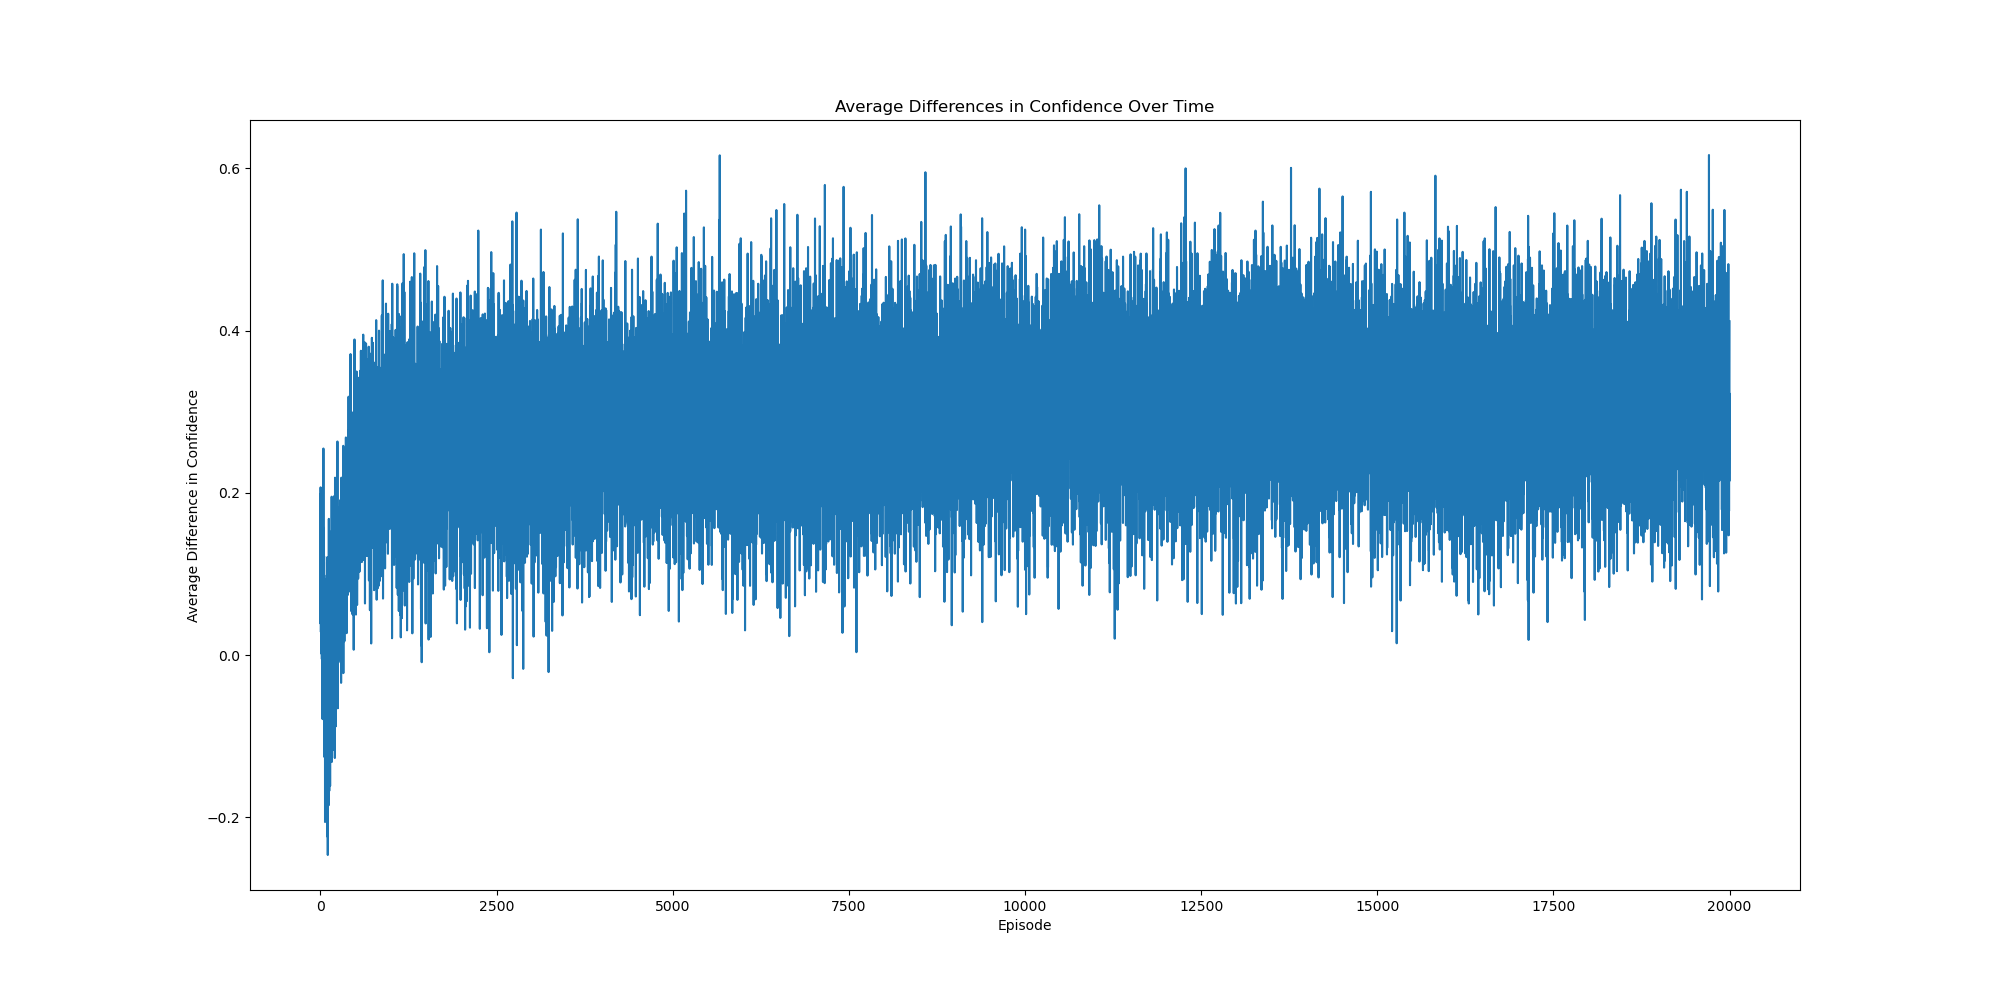 Average Differences in Confidence Over Time
0.6
0.4
0.2
0.0
−0.2
Average Difference in Confidence
0 2500 5000 7500 10000 12500 15000 17500 20000
Episode